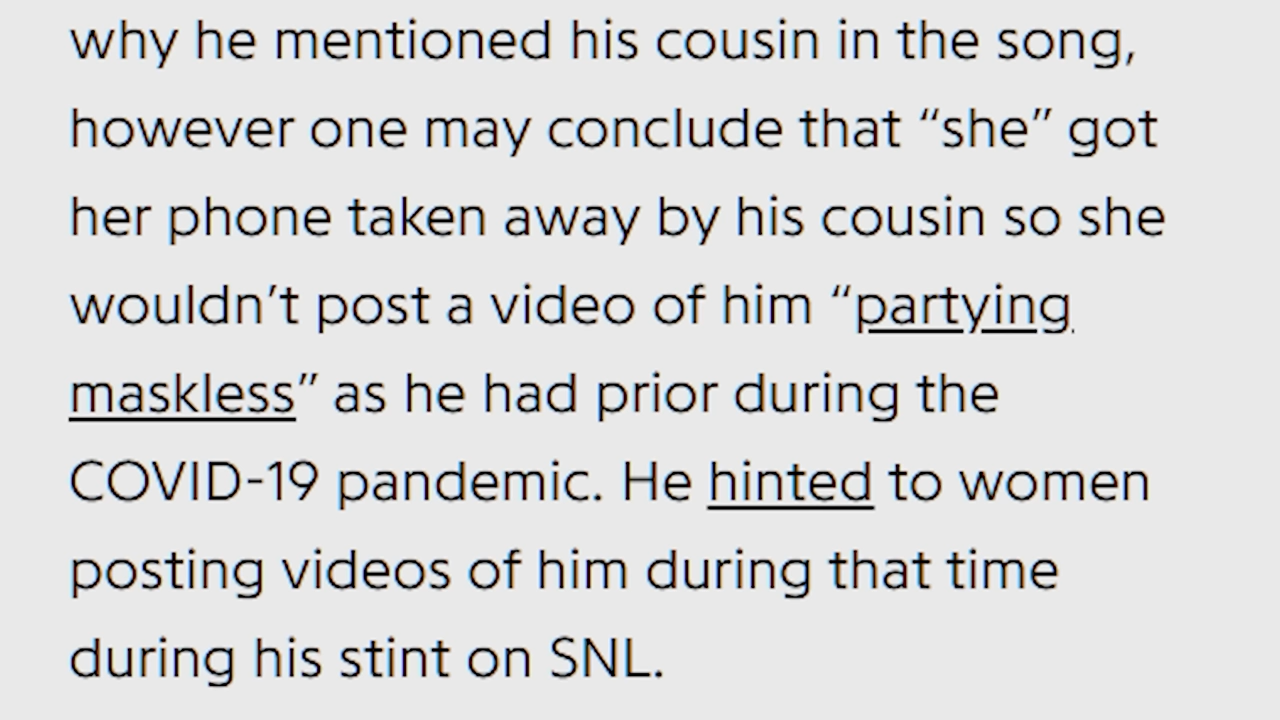 why he mentioned his cousin in the song,
however one may conclude that “she” got
her phone taken away by his cousin so she
wouldn’t post a video of him “partying
maskless” as he had prior during the
COVID-19 pandemic. He hinted to women
posting videos of him during that time
during his stint on SNL.